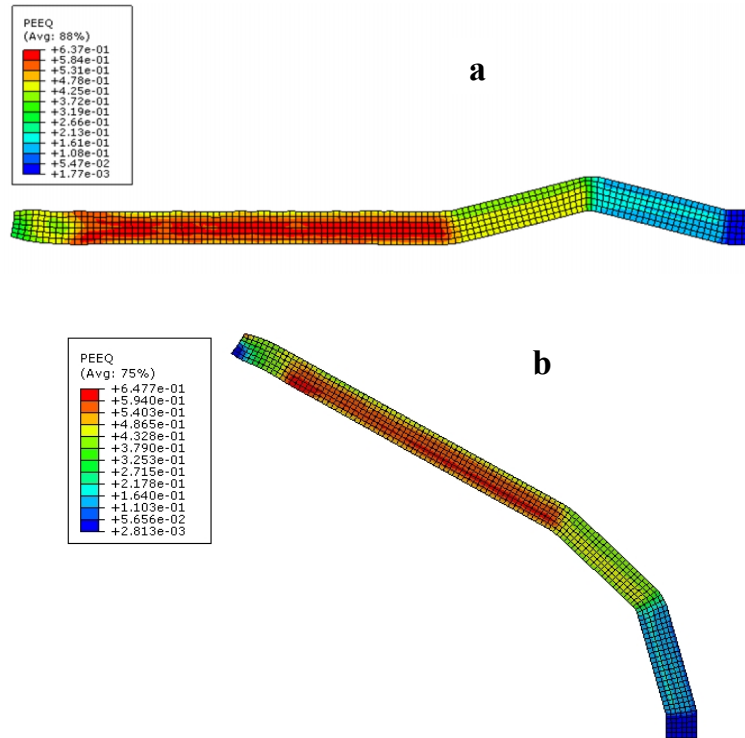 PEEQ
(Avg: 88%)
+6.37e-01
+5.84e-01
+5.31e-01
+4.78e-01
+4.25e-01
+3.72e-01
+3.19e-01
+2.66e-01
+2.13e-01
+1.61e-01
+1.08e-01
+5.47e-02
+1.77e-03
a
PEEQ
(Avg: 75%)
+6.477e-01
+5.940e-01
+5.403e-01
+4.865e-01
+4.328e-01
+3.790e-01
+3.253e-01
+2.715e-01
+2.178e-01
+1.640e-01
+1.103e-01
+5.656e-02
+2.813e-03
b